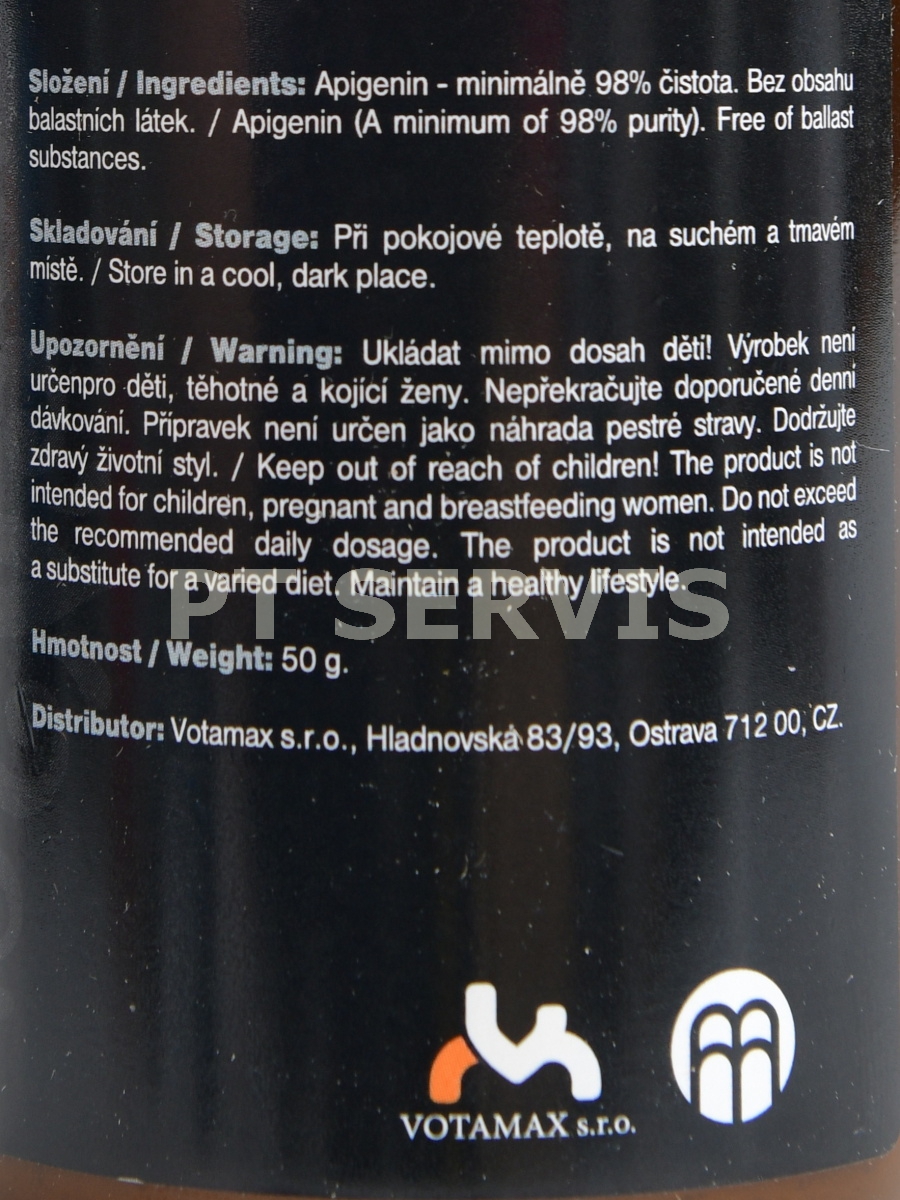 Složení / Ingredients: Apigenin - minimálně 98% čistota. Bez obsahu
balastních látek. / Apigenin (A minimum of 98% purity). Free of ballast
substances.
Skladování / Storage: Při pokojové teplotě, na suchém a tmavém
místě. / Store in a cool, dark place.
Upozornění / Warning: Ukládat mimo dosah dětí! Výrobek není
určenpro děti, těhotné a kojící ženy. Nepřekračujte doporučené denní
dávkování. Přípravek není určen jako náhrada pestré stravy. Dodržujte
zdravý životní styl. / Keep out of reach of children! The product is not
intended for children, pregnant and breastfeeding women. Do not exceed
the recommended daily dosage. The product is not intended as
a substitute for a varied diet. Maintain a healthy lifestyle.
PT SERVIS
Hmotnost / Weight: 50 g.
Distributor: Votamax s.r.o., Hladnovská 83/93, Ostrava 712 00, CZ.
VOTAMAX s.r.o.